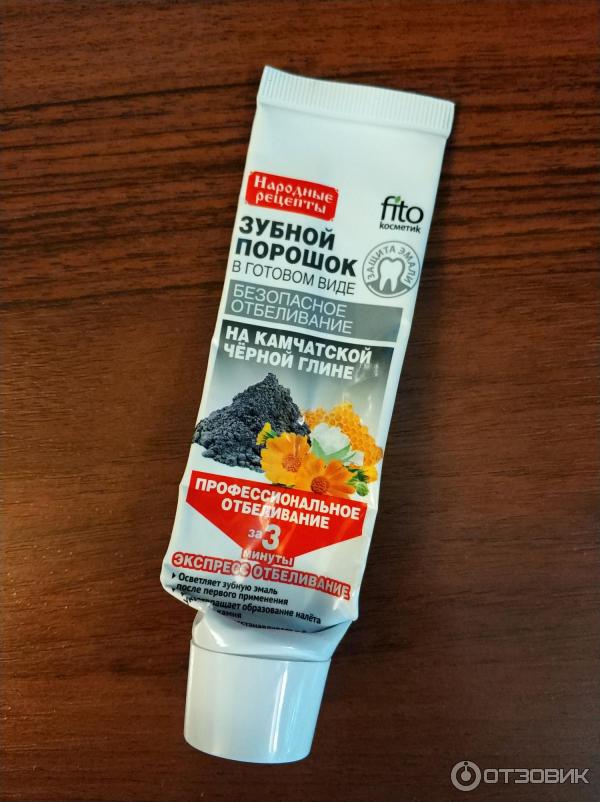 Народные
рецепты
fito
косметик
ЗУБНОЙ
ПОРОШОК
В ГОТОВОМ ВИДЕ
ЗАЩИТА ЭМАЛИ
БЕЗОПАСНОЕ
ОТБЕЛИВАНИЕ
НА КАМЧАТСКОЙ
ЧЁРНОЙ ГЛИНЕ
ПРОФЕССИОНАЛЬНОЕ
ОТБЕЛИВАНИЕ
за 3
минуты
ЭКСПРЕСС ОТБЕЛИВАНИЕ
Осветляет зубную эмаль
после первого применения
образование налёта
ОТЗОВИК